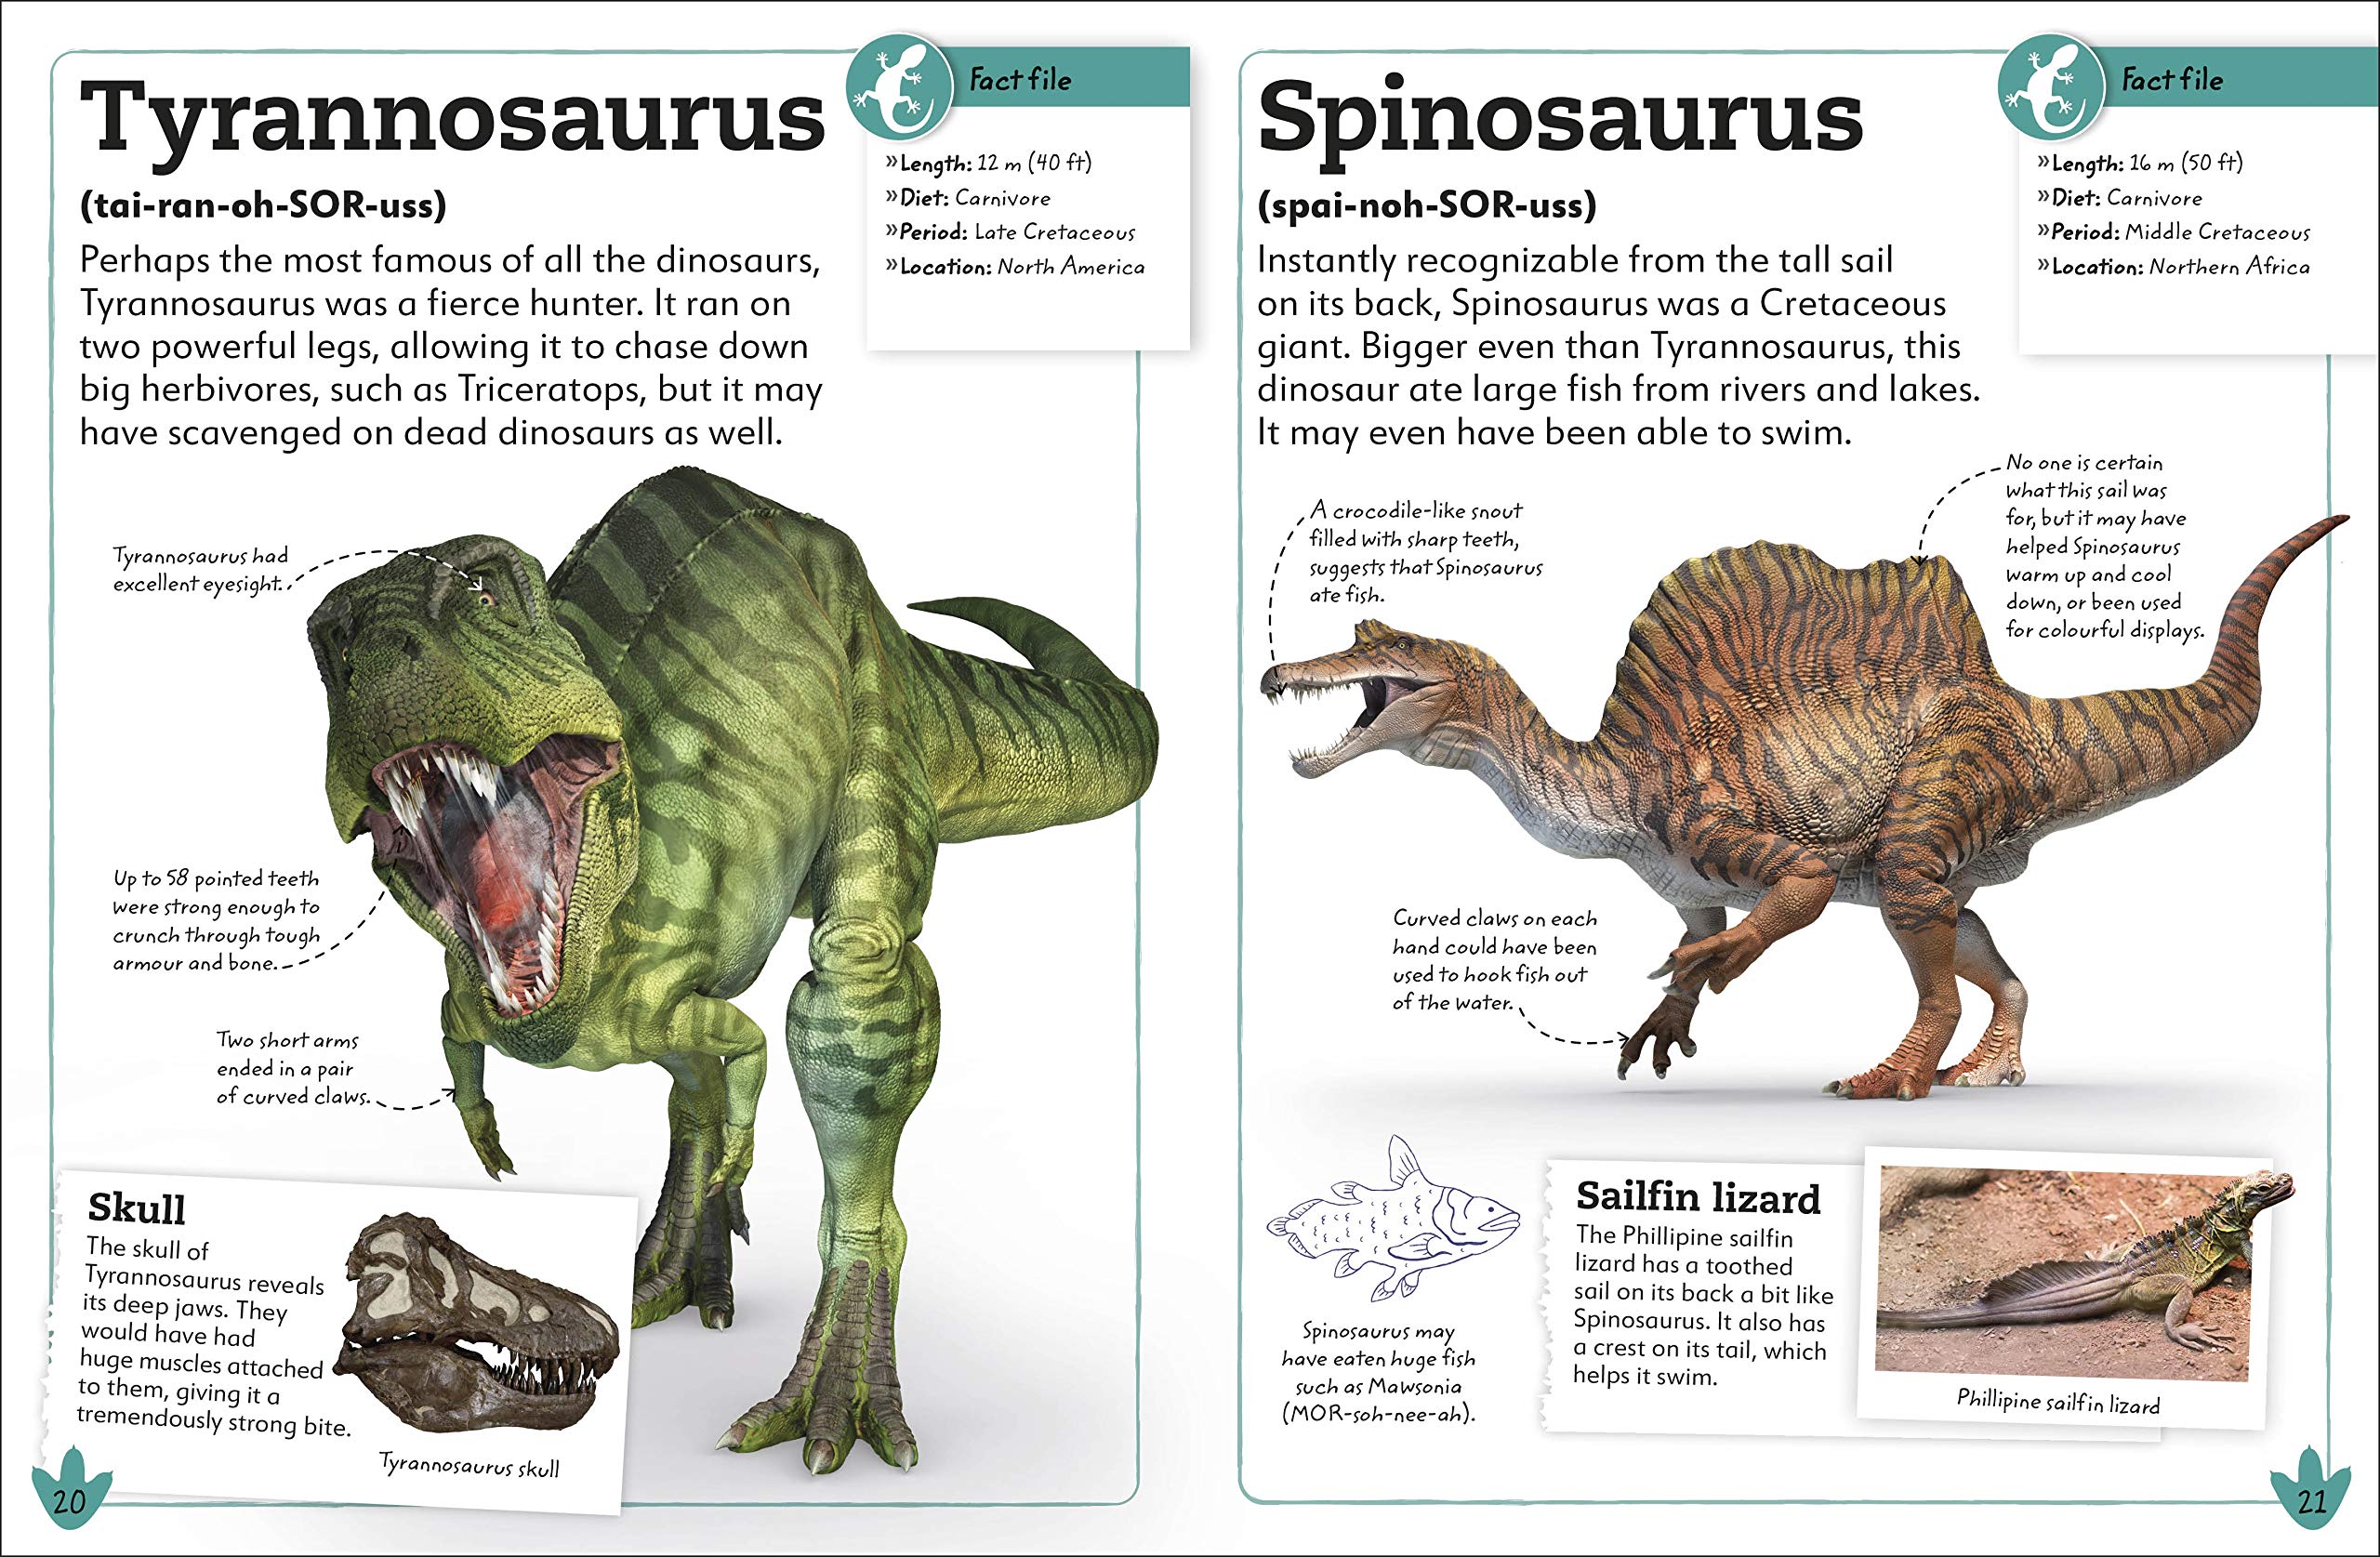 Tyrannosaurus
(tai-ran-oh-SOR-uss)
Perhaps the most famous of all the dinosaurs,
Tyrannosaurus was a fierce hunter. It ran on
two powerful legs, allowing it to chase down
big herbivores, such as Triceratops, but it may
have scavenged on dead dinosaurs as well.
Fact file
»Length: 12 m (40 ft)
»Diet: Carnivore
»Period: Late Cretaceous
»Location: North America
Tyrannosaurus had
excellent eyesight.
Up to 58 pointed teeth
were strong enough to
crunch through tough
armour and bone.
Two short arms
ended in a pair
of curved claws.
Skull
The skull of
Tyrannosaurus reveals
its deep jaws. They
would have had
huge muscles attached
to them, giving it a
tremendously strong bite.
Tyrannosaurus skull
20
Spinosaurus
(spai-noh-SOR-uss)
Instantly recognizable from the tall sail
on its back, Spinosaurus was a Cretaceous
giant. Bigger even than Tyrannosaurus, this
dinosaur ate large fish from rivers and lakes.
It may even have been able to swim.
Fact file
»Length: 16 m (50 ft)
»Diet: Carnivore
»Period: Middle Cretaceous
»Location: Northern Africa
A crocodile-like snout
filled with sharp teeth,
suggests that Spinosaurus
ate fish.
No one is certain
what this sail was
for, but it may have
helped Spinosaurus
warm up and cool
down, or been used
for colourful displays.
Curved claws on each
hand could have been
used to hook fish out
of the water.
Spinosaurus may
have eaten huge fish
such as Mawsonia
(MOR-soh-nee-ah).
Sailfin lizard
The Phillipine sailfin
lizard has a toothed
sail on its back a bit like
Spinosaurus. It also has
a crest on its tail, which
helps it swim.
Phillipine sailfin lizard
21